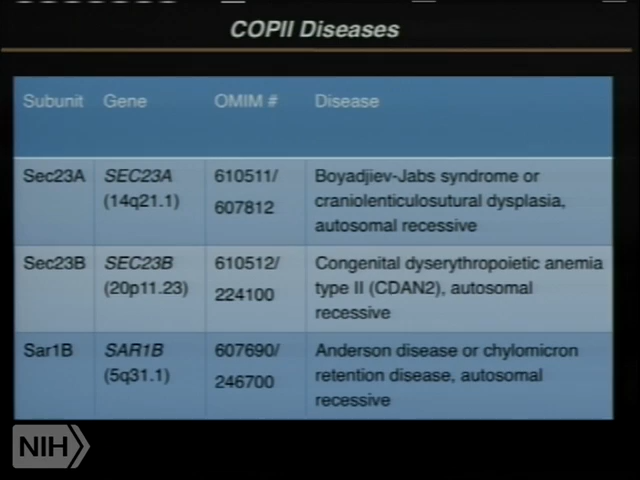 COPII Diseases
Subunit Gene OMIM # Disease
Sec23A SEC23A 610511/ Boyadjiev-Jabs syndrome or
(14q21.1) 607812 craniolenticulosutural dysplasia,
autosomal recessive
Sec23B SEC23B 610512/ Congenital dyserythropoietic anemia
(20p11.23) 224100 type II (CDAN2), autosomal
recessive
Sar1B SAR1B 607690/ Anderson disease or chylomicron
(5q31.1) 246700 retention disease, autosomal
recessive
NIH